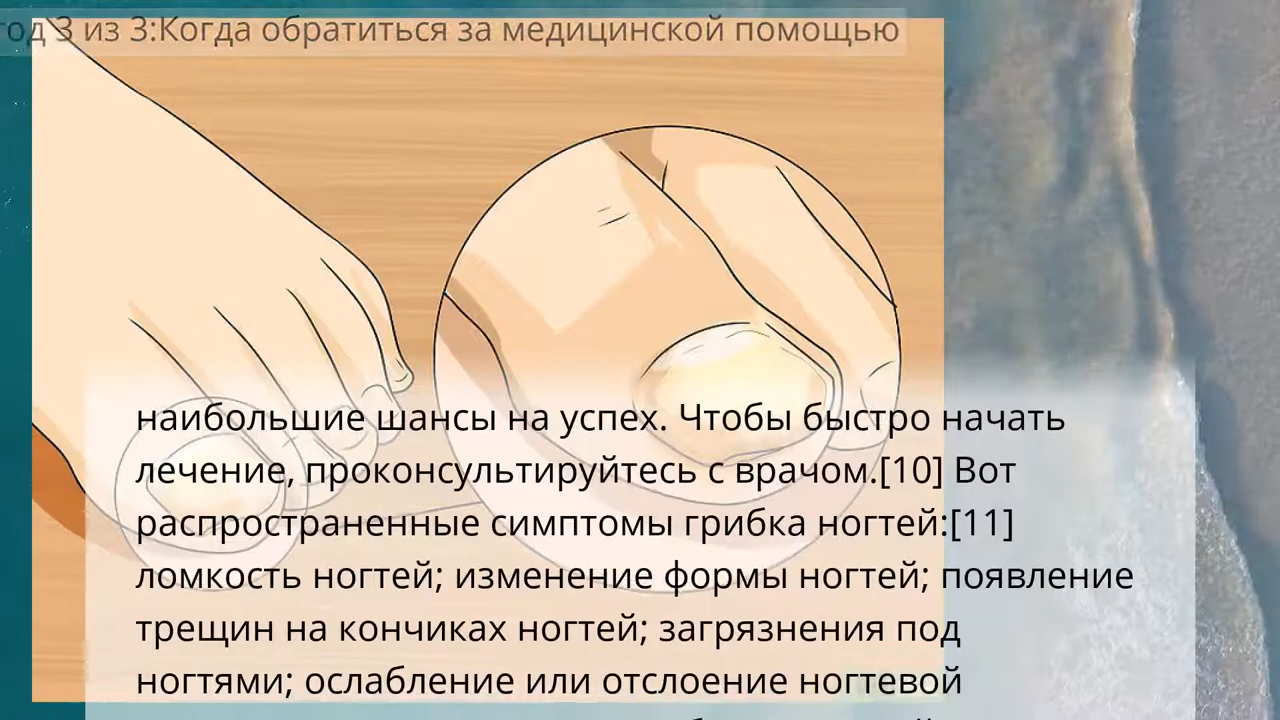 год 3 из 3:Когда обратиться за медицинской помощью
наибольшие шансы на успех. Чтобы быстро начать
лечение, проконсультируйтесь с врачом.[10] Вот
распространенные симптомы грибка ногтей:[11]
ломкость ногтей; изменение формы ногтей; появление
трещин на кончиках ногтей; загрязнения под
ногтями; ослабление или отслоение ногтевой